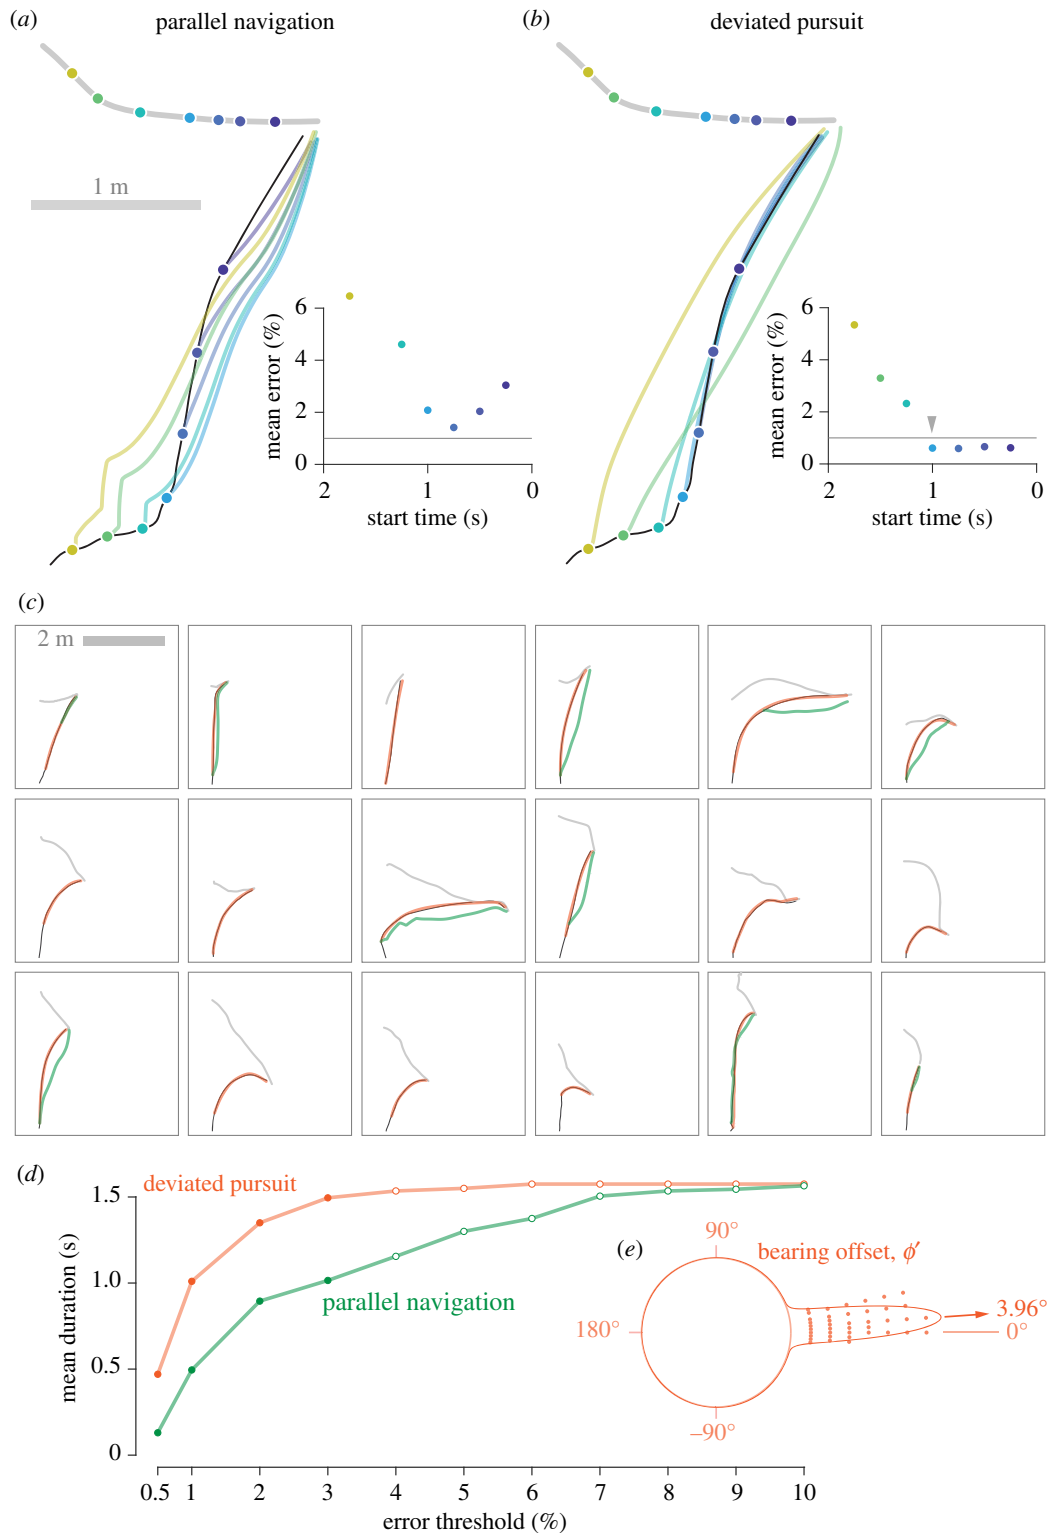 (a) parallel navigation
(b) deviated pursuit
1 m
mean error (%)
6
4
2
0
2 1 0
start time (s)
mean error (%)
6
4
2
0
2 1 0
start time (s)
(c)
2 m
(d)
deviated pursuit
parallel navigation
mean duration (s)
1.5
1.0
0.5
0
0.5 1 2 3 4 5 6 7 8 9 10
error threshold (%)
(e)
bearing offset, ϕ′
90°
180°
–90°
3.96°
0°